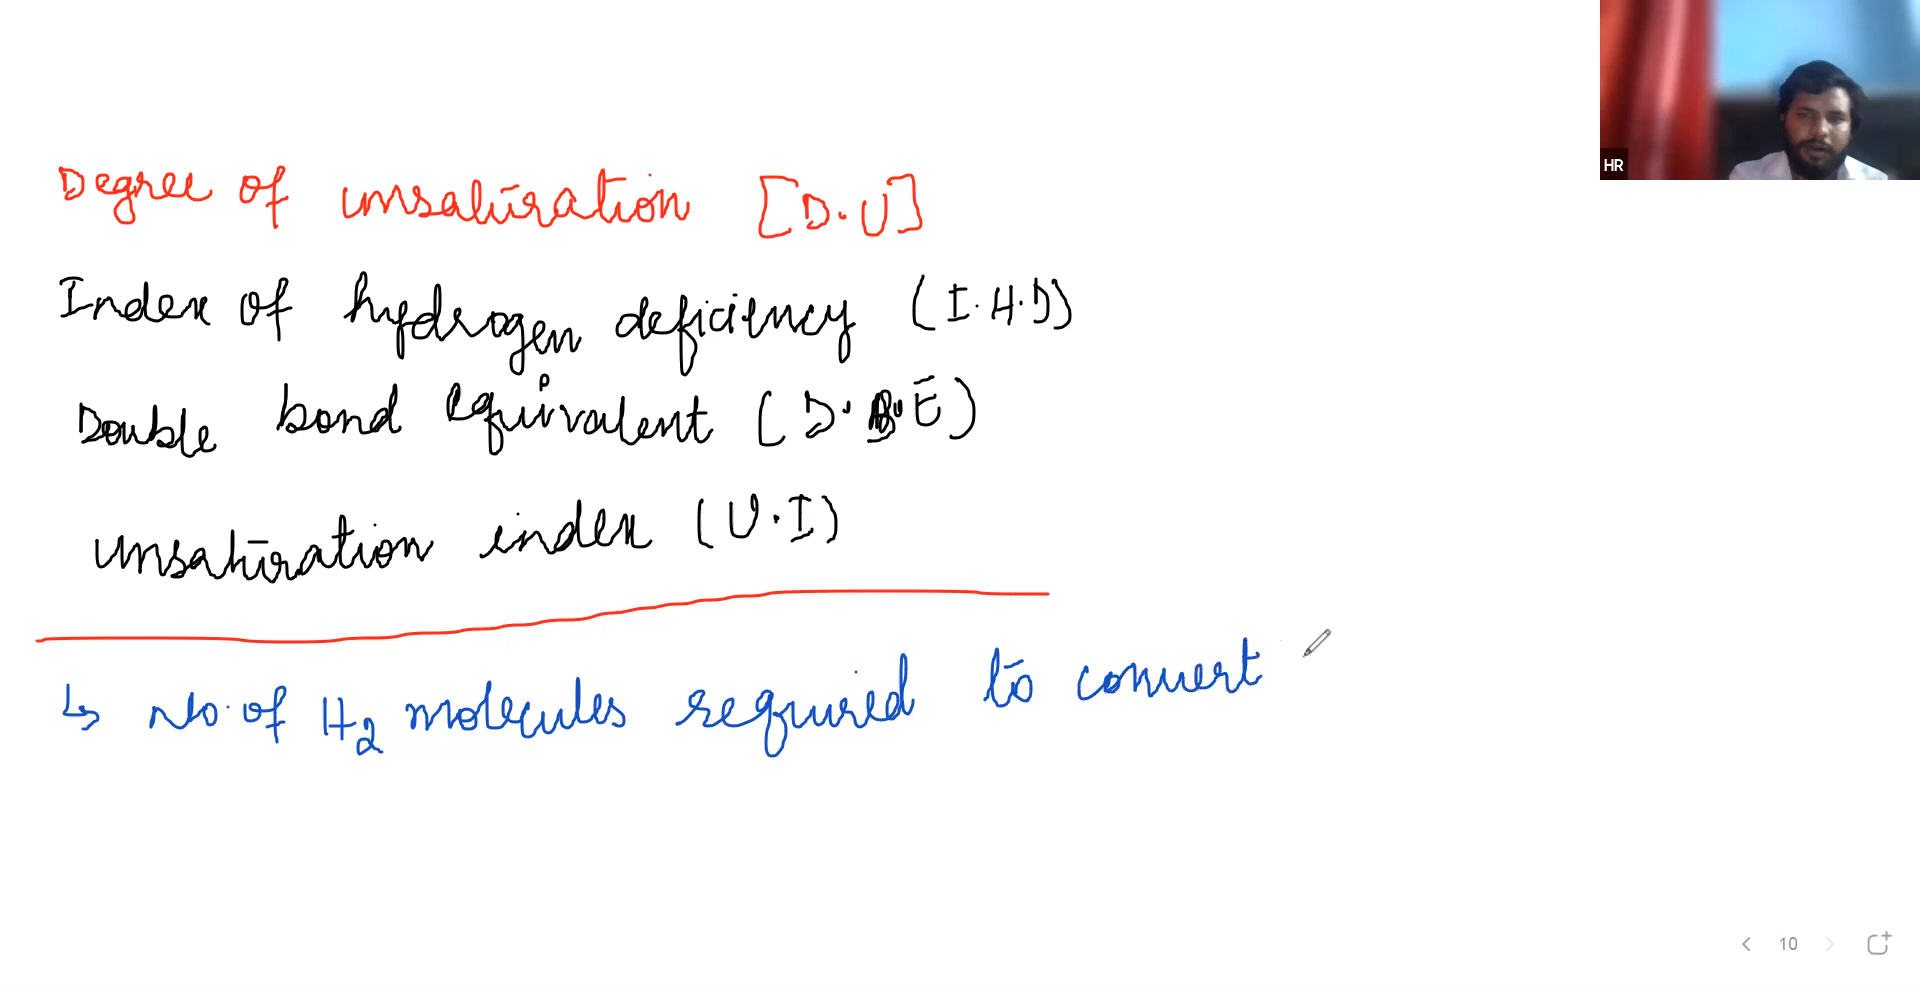 HR
Degree of unsaturation [D.U]
Index of hydrogen deficiency (I.H.D)
Double bond equivalent (D.B.E)
unsaturation index (U.I)
↳ No. of H₂ molecules required to convert
10